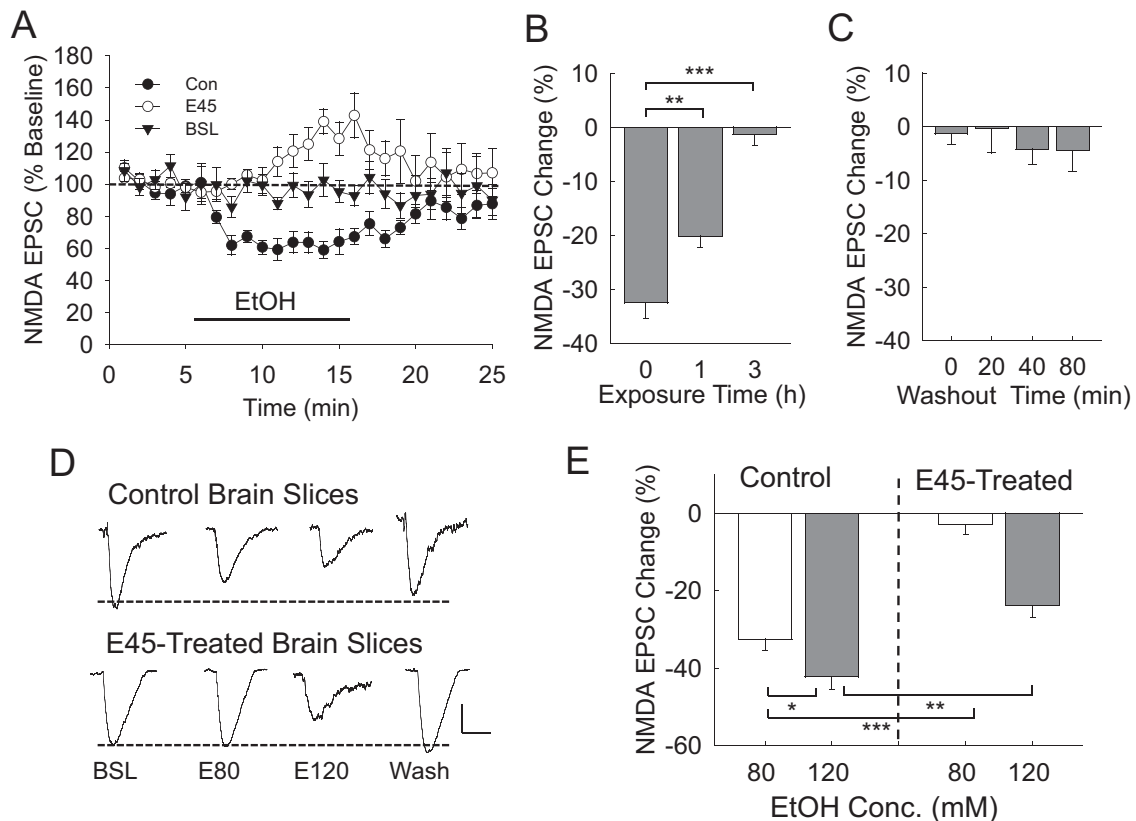 A
NMDA EPSC (% Baseline)
180
160
140
120
100
80
60
40
20
0
Con
E45
BSL
EtOH
0 5 10 15 20 25
Time (min)
B
NMDA EPSC Change (%)
10
0
-10
-20
-30
-40
***
**
0 1 3
Exposure Time (h)
C
NMDA EPSC Change (%)
10
0
-10
-20
-30
-40
0 20 40 80
Washout Time (min)
D
Control Brain Slices
E45-Treated Brain Slices
BSL E80 E120 Wash
E
NMDA EPSC Change (%)
Control E45-Treated
0
-20
-40
-60
* **
***
80 120 80 120
EtOH Conc. (mM)